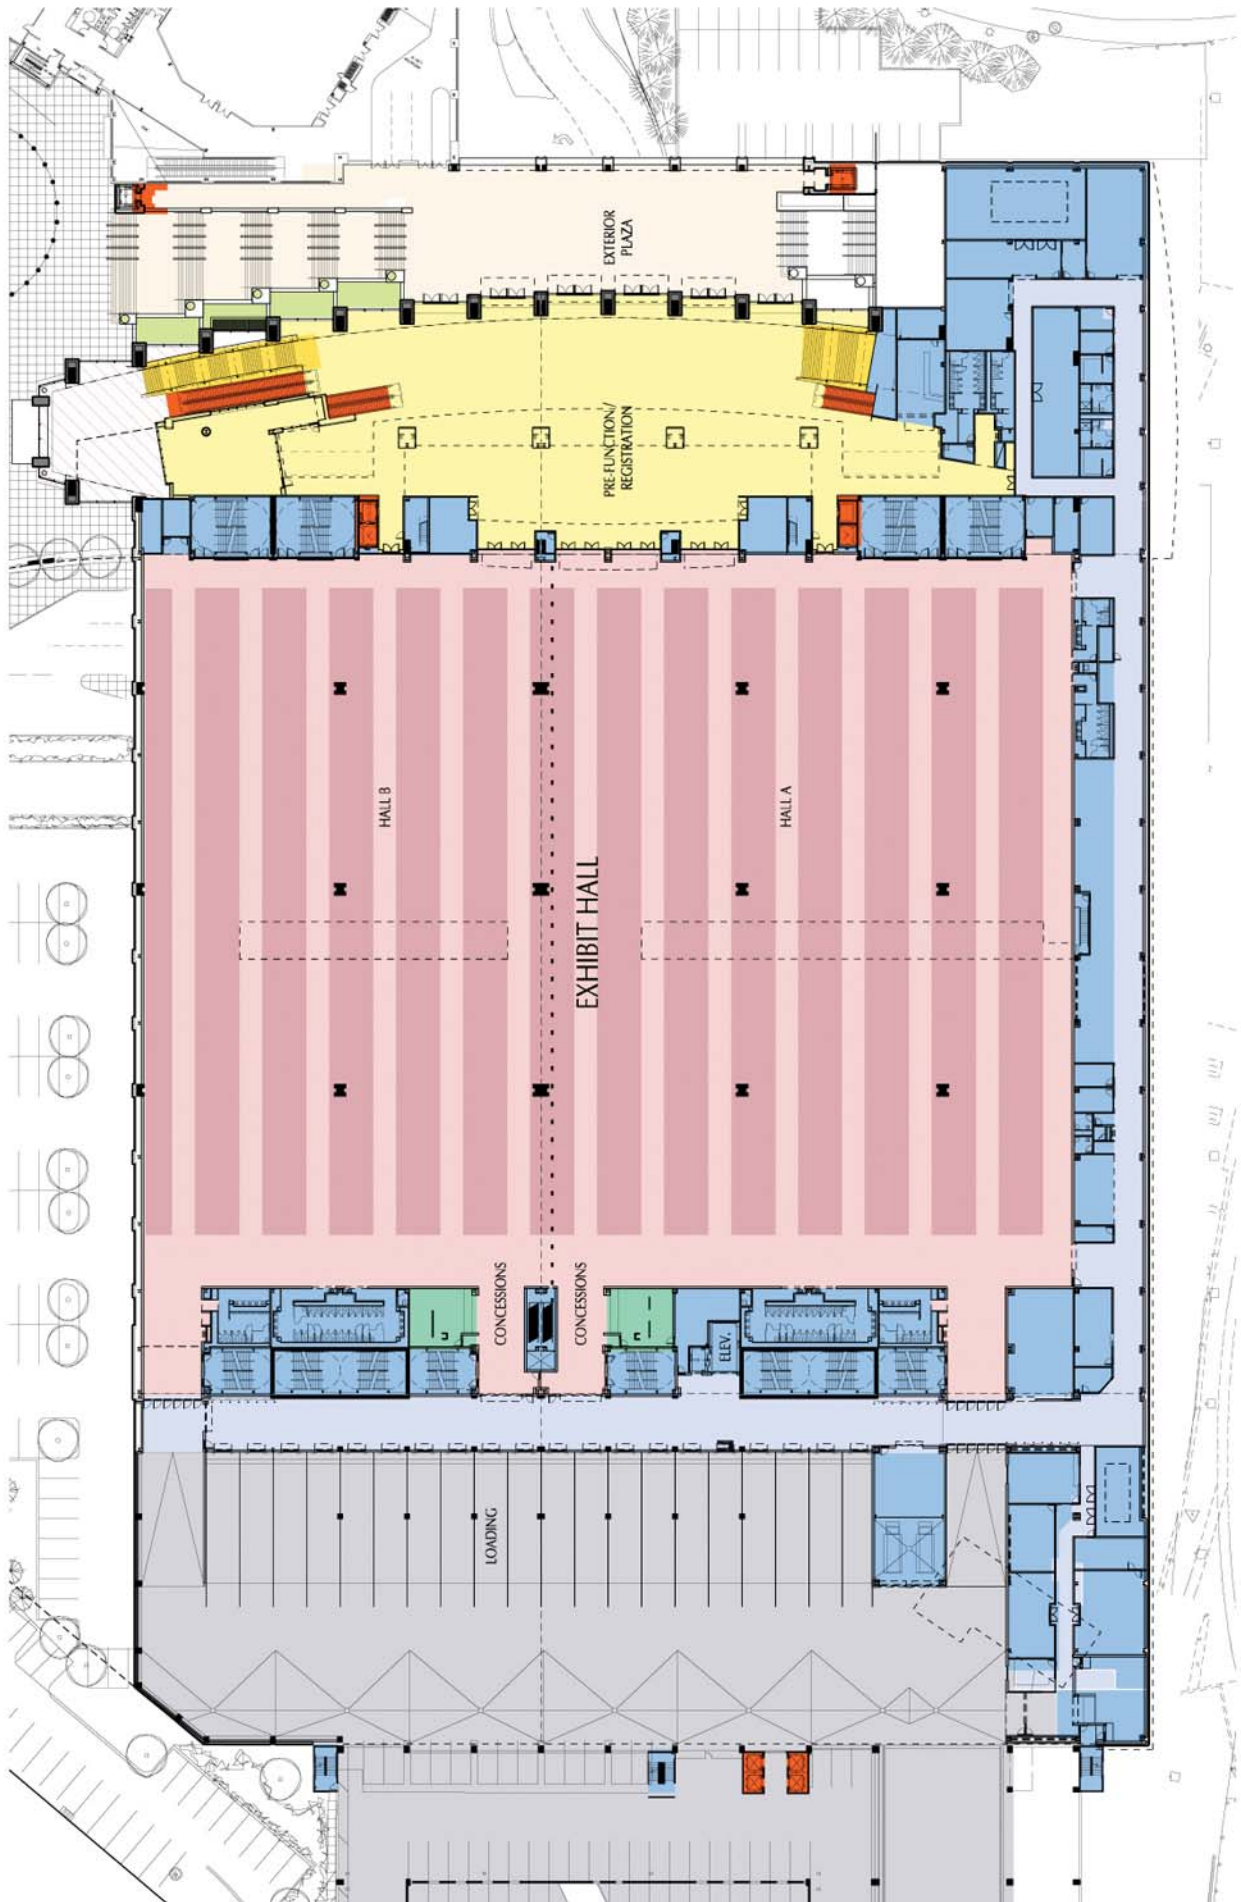 EXTERIOR
PLAZA
PRE-FUNCTION/
REGISTRATION
HALL B
HALL A
EXHIBIT HALL
CONCESSIONS
CONCESSIONS
ELEV.
LOADING